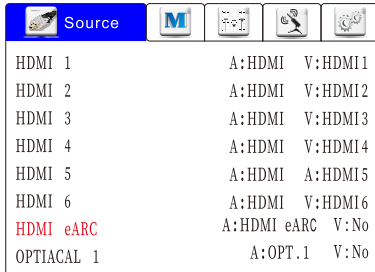 Source M
HDMI 1 A:HDMI V:HDMI1
HDMI 2 A:HDMI V:HDMI2
HDMI 3 A:HDMI V:HDMI3
HDMI 4 A:HDMI V:HDMI4
HDMI 5 A:HDMI A:HDMI5
HDMI 6 A:HDMI V:HDMI6
HDMI eARC A:HDMI eARC V:No
OPTIACAL 1 A:OPT.1 V:No